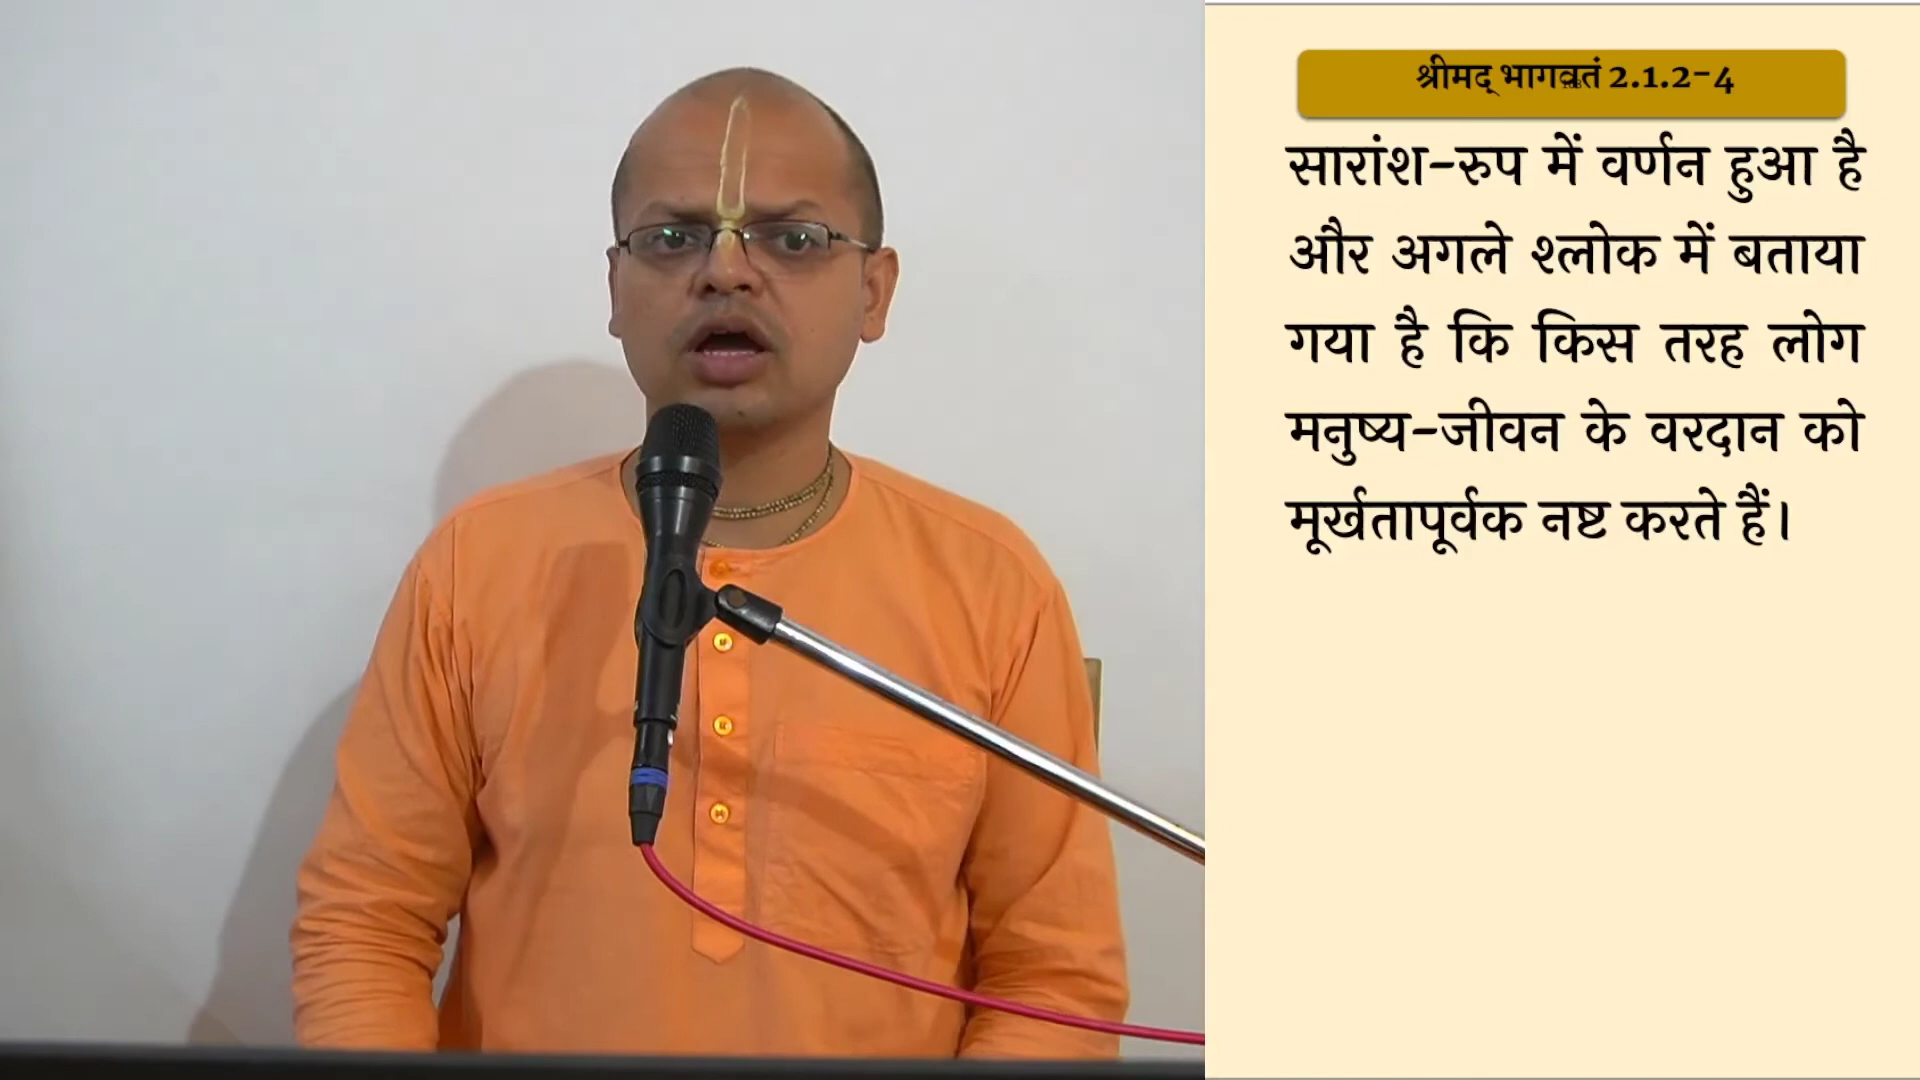 श्रीमद् भागवतं 2.1.2-4
सारांश-रुप में वर्णन हुआ है
और अगले श्लोक में बताया
गया है कि किस तरह लोग
मनुष्य-जीवन के वरदान को
मूर्खतापूर्वक नष्ट करते हैं।